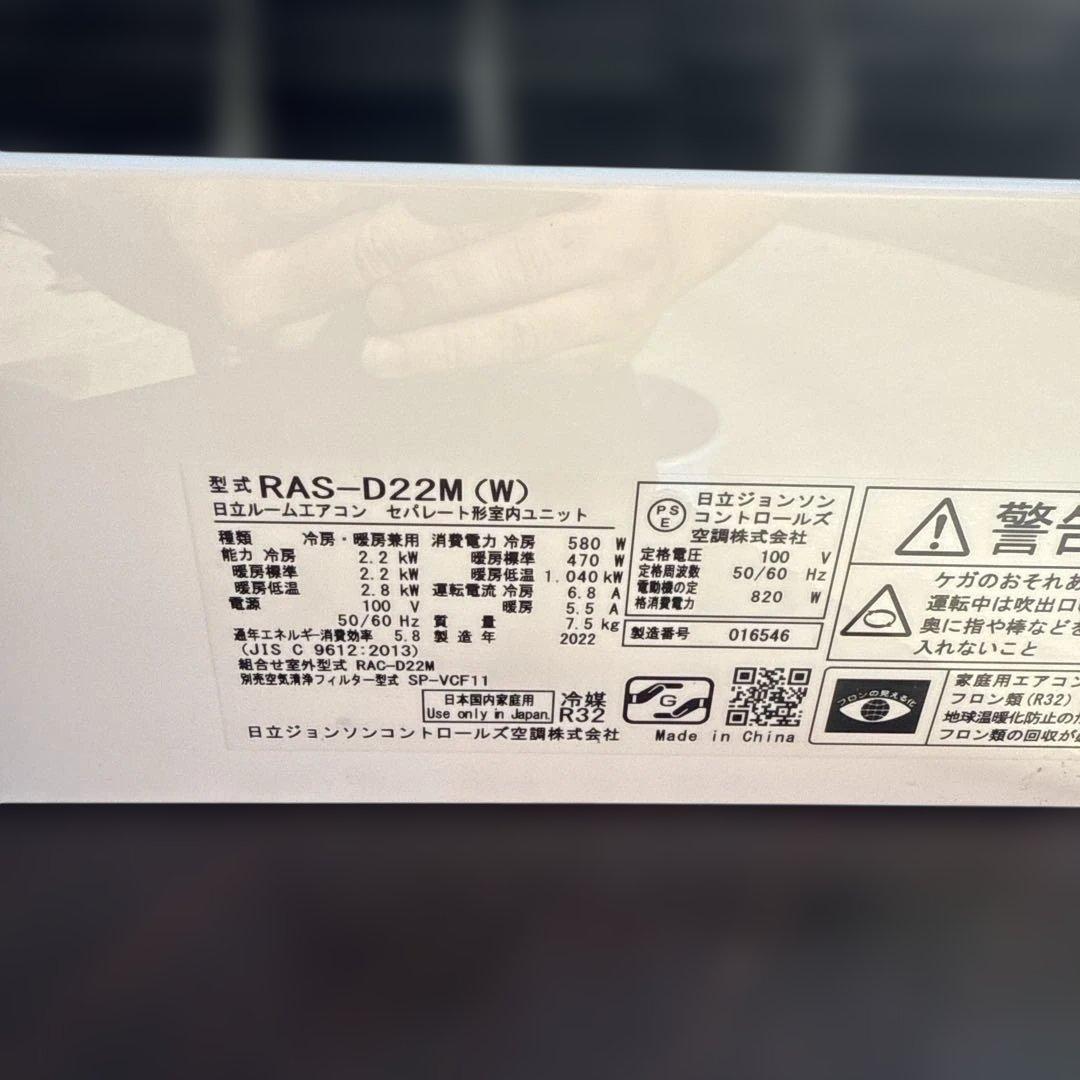 型式 RAS-D22M(W)
日立ルームエアコン セパレート形室内ユニット
種類 冷房・暖房兼用
能力 冷房 2.2 kW
暖房標準 2.2 kW
暖房低温 2.8 kW
電源 100 V
50/60 Hz
通年エネルギー消費効率 5.8
(JIS C 9612:2013)
消費電力 冷房 580 W
暖房標準 470 W
暖房低温 1,040 kW
運転電流 冷房 6.8 A
暖房 5.5 A
質量 7.5 kg
製造年 2022
組合せ室外型式 RAC-D22M
別売空気清浄フィルター型式 SP-VCF11
日本国内家庭用
Use only in Japan
冷媒
R32
日立ジョンソンコントロールズ空調株式会社
PS
E
日立ジョンソン
コントロールズ
空調株式会社
定格電圧 100 V
定格周波数 50/60 Hz
電動機の定
格消費電力 820 W
製造番号 016546
G
Made in China
警告
ケガのおそれあ
運転中は吹出口
奥に指や棒などを
入れないこと
フロンの見える化
家庭用エアコン
フロン類(R32)
地球温暖化防止のた
フロン類の回収が